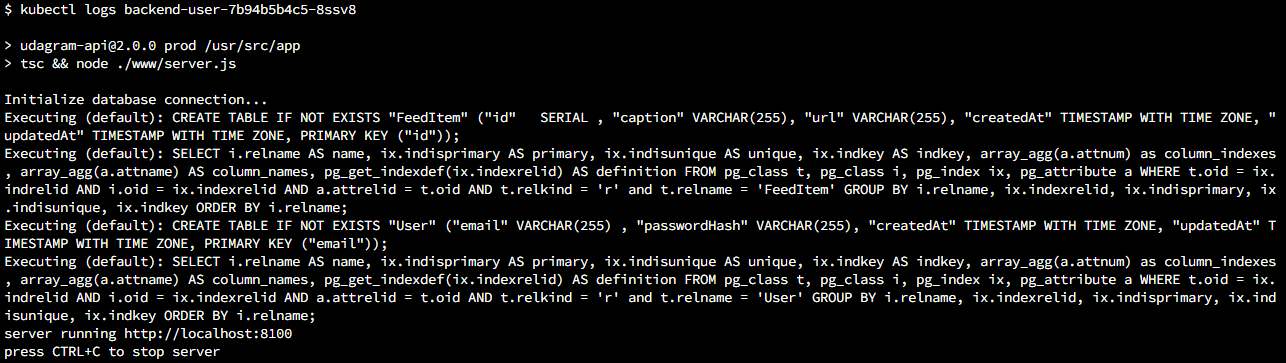 $ kubectl logs backend-user-7b94b5b4c5-8ssv8

> udagram-api@2.0.0 prod /usr/src/app
> tsc && node ./www/server.js

Initialize database connection...
Executing (default): CREATE TABLE IF NOT EXISTS "FeedItem" ("id"   SERIAL , "caption" VARCHAR(255), "url" VARCHAR(255), "createdAt" TIMESTAMP WITH TIME ZONE, "
updatedAt" TIMESTAMP WITH TIME ZONE, PRIMARY KEY ("id"));
Executing (default): SELECT i.relname AS name, ix.indisprimary AS primary, ix.indisunique AS unique, ix.indkey AS indkey, array_agg(a.attnum) as column_indexes
, array_agg(a.attname) AS column_names, pg_get_indexdef(ix.indexrelid) AS definition FROM pg_class t, pg_class i, pg_index ix, pg_attribute a WHERE t.oid = ix.
indrelid AND i.oid = ix.indexrelid AND a.attrelid = t.oid AND t.relkind = 'r' and t.relname = 'FeedItem' GROUP BY i.relname, ix.indexrelid, ix.indisprimary, ix
.indisunique, ix.indkey ORDER BY i.relname;
Executing (default): CREATE TABLE IF NOT EXISTS "User" ("email" VARCHAR(255) , "passwordHash" VARCHAR(255), "createdAt" TIMESTAMP WITH TIME ZONE, "updatedAt" T
IMESTAMP WITH TIME ZONE, PRIMARY KEY ("email"));
Executing (default): SELECT i.relname AS name, ix.indisprimary AS primary, ix.indisunique AS unique, ix.indkey AS indkey, array_agg(a.attnum) as column_indexes
, array_agg(a.attname) AS column_names, pg_get_indexdef(ix.indexrelid) AS definition FROM pg_class t, pg_class i, pg_index ix, pg_attribute a WHERE t.oid = ix.
indrelid AND i.oid = ix.indexrelid AND a.attrelid = t.oid AND t.relkind = 'r' and t.relname = 'User' GROUP BY i.relname, ix.indexrelid, ix.indisprimary, ix.ind
isunique, ix.indkey ORDER BY i.relname;
server running http://localhost:8100
press CTRL+C to stop server